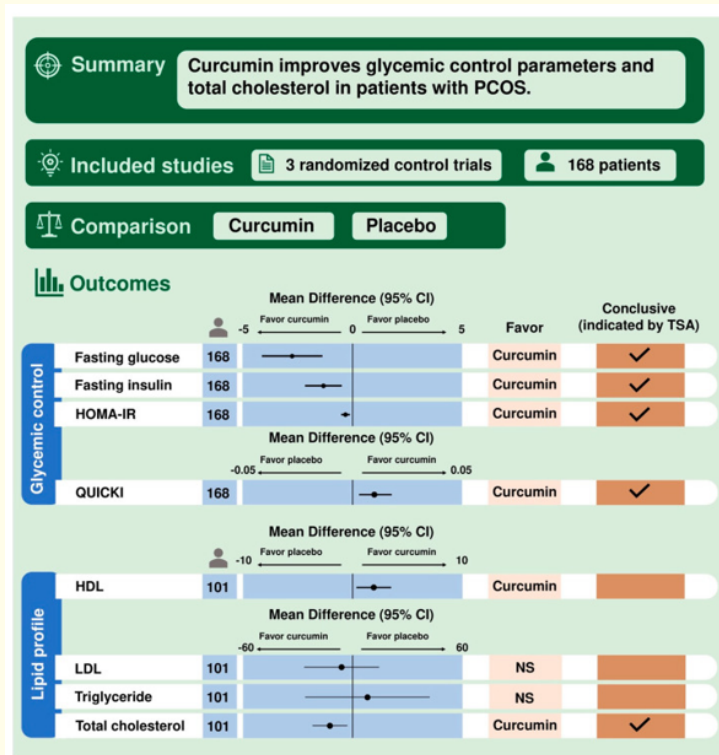 Summary
Curcumin improves glycemic control parameters and
total cholesterol in patients with PCOS.
Included studies
3 randomized control trials
168 patients
Comparison
Curcumin
Placebo
Outcomes
Mean Difference (95% CI)
Favor curcumin
Favor placebo
-5
0
5
Favor
Conclusive
(indicated by TSA)
Glycemic control
Fasting glucose 168 Curcumin
Fasting insulin 168 Curcumin
HOMA-IR 168 Curcumin
Mean Difference (95% CI)
Favor placebo
Favor curcumin
-0.05
0.05
QUICKI 168 Curcumin
Mean Difference (95% CI)
Favor placebo
Favor curcumin
-10
10
Lipid profile
HDL 101 Curcumin
Mean Difference (95% CI)
Favor curcumin
Favor placebo
-60
60
LDL 101 NS
Triglyceride 101 NS
Total cholesterol 101 Curcumin